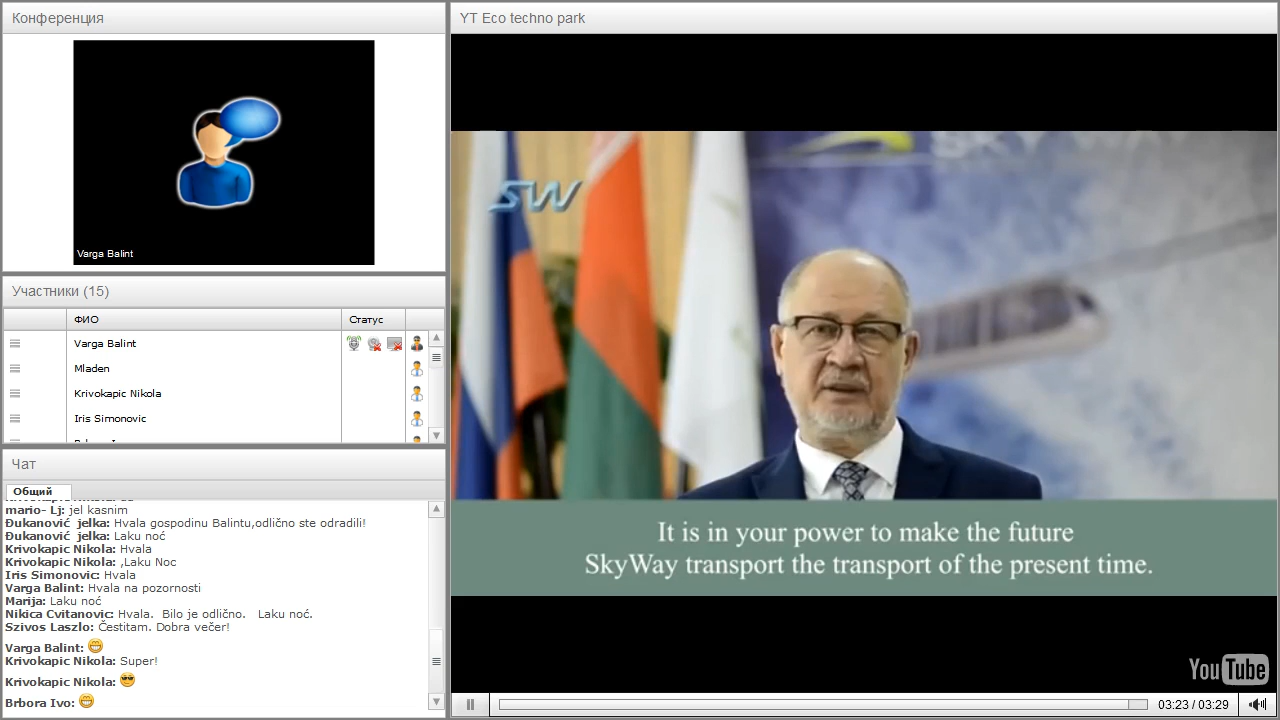 Конференция
Varga Balint
Участники (15)
ФИО Статус
Varga Balint
Mladen
Krivokapic Nikola
Iris Simonovic
Чат
Общий
mario- Lj: jel kasnim
Đukanović jelka: Hvala gospodinu Balintu,odlično ste odradili!
Đukanović jelka: Laku noć
Krivokapic Nikola: Hvala
Krivokapic Nikola: ,Laku Noc
Iris Simonovic: Hvala
Varga Balint: Hvala na pozornosti
Marija: Laku noć
Nikica Cvitanovic: Hvala. Bilo je odlično. Laku noć.
Szivos Laszlo: Čestitam. Dobra večer!
Varga Balint:
Krivokapic Nikola: Super!
Krivokapic Nikola:
Brbora Ivo:
YT Eco techno park
SKY WAY
SW
It is in your power to make the future
SkyWay transport the transport of the present time.
YouTube
03:23 / 03:29